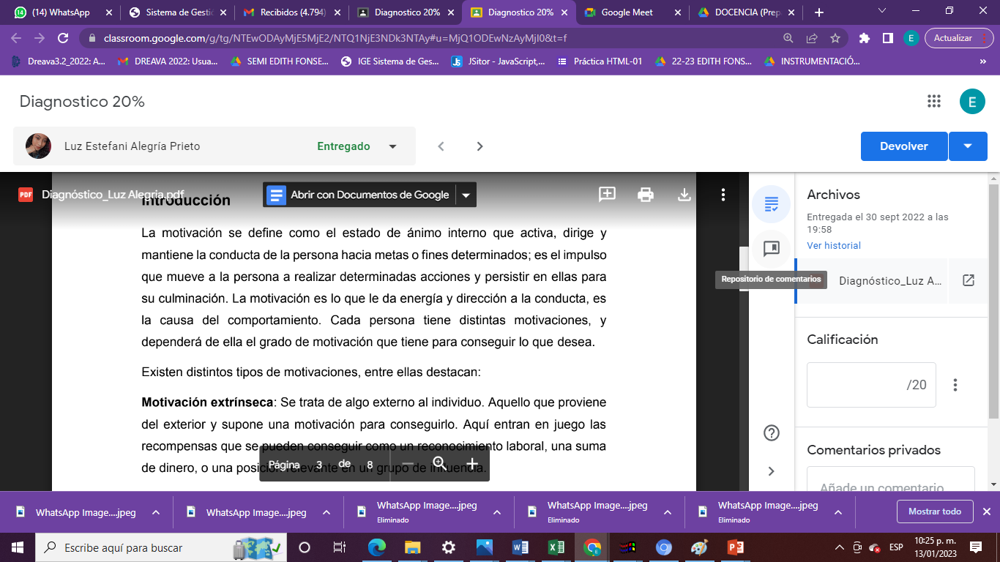 (14) WhatsApp
Sistema de Gesti
Recibidos (4.794)
Diagnostico 20%
Diagnostico 20%
Google Meet
DOCENCIA (Prep
classroom.google.com/g/tg/NTEwODAyMjE5MjE2/NTQ1NjE3NDk3NTAy#u=MjQ1ODEwNzAyMjI0&t=f
E
Actualizar
Dreava3.2_2022: A...
DREAVA 2022: Usua...
SEMI EDITH FONSE...
IGE Sistema de Ges...
JSitor - JavaScript,...
Práctica HTML-01
22-23 EDITH FONS...
INSTRUMENTACIÓ...
»
Diagnostico 20%
E
Luz Estefani Alegría Prieto
Entregado
Devolver
PDF
Diagnóstico_Luz Alegria.pdf
Abrir con Documentos de Google
Introducción
La motivación se define como el estado de ánimo interno que activa, dirige y
mantiene la conducta de la persona hacia metas o fines determinados; es el impulso
que mueve a la persona a realizar determinadas acciones y persistir en ellas para
su culminación. La motivación es lo que le da energía y dirección a la conducta, es
la causa del comportamiento. Cada persona tiene distintas motivaciones, y
dependerá de ella el grado de motivación que tiene para conseguir lo que desea.
Existen distintos tipos de motivaciones, entre ellas destacan:
Motivación extrínseca: Se trata de algo externo al individuo. Aquello que proviene
del exterior y supone una motivación para conseguirlo. Aquí entran en juego las
recompensas que se pueden conseguir como un reconocimiento laboral, una suma
de dinero, o una posición relevante en un grupo de influencia.
Página 3 de 8
Archivos
Entregada el 30 sept 2022 a las
19:58
Ver historial
Repositorio de comentarios
Diagnóstico_Luz A...
Calificación
/20
Comentarios privados
Añade un comentario
WhatsApp Image....jpeg
WhatsApp Image....jpeg
WhatsApp Image....jpeg
Eliminado
WhatsApp Image....jpeg
Eliminado
WhatsApp Image....jpeg
Eliminado
Mostrar todo
Escribe aquí para buscar
ESP
10:25 p. m.
13/01/2023